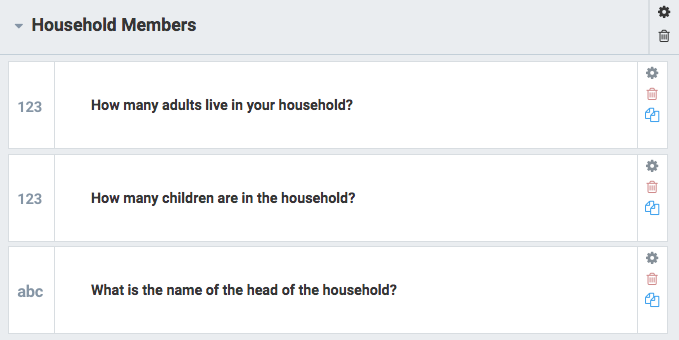 Household Members
123
How many adults live in your household?
123
How many children are in the household?
abc
What is the name of the head of the household?